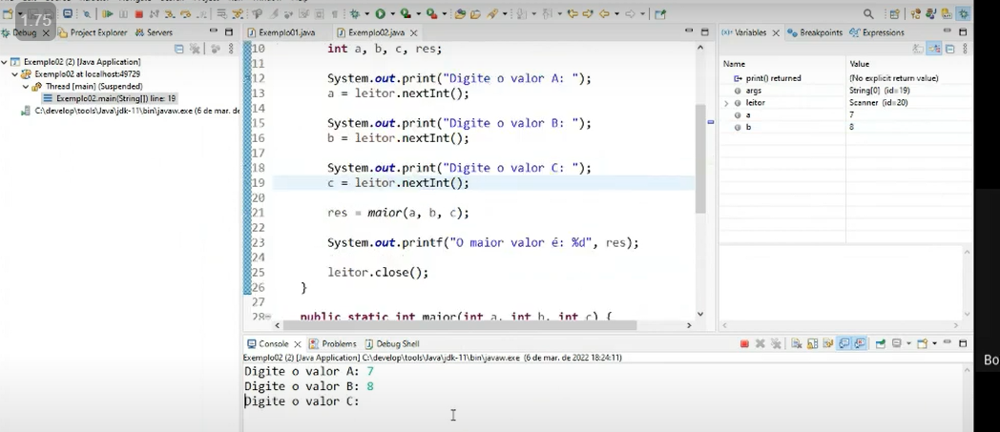 1.75
Debug
Project Explorer
Servers
Exemplo02 (2) [Java Application]
Exemplo02 at localhost:49729
Thread [main] (Suspended)
Exemplo02.main(String[]) line: 19
C:\develop\tools\Java\jdk-11\bin\javaw.exe (6 de mar. de
Exemplo01.java
Exemplo02.java
10 int a, b, c, res;
11
12 System.out.print("Digite o valor A: ");
13 a = leitor.nextInt();
14
15 System.out.print("Digite o valor B: ");
16 b = leitor.nextInt();
17
18 System.out.print("Digite o valor C: ");
19 c = leitor.nextInt();
20
21 res = maior(a, b, c);
22
23 System.out.printf("O maior valor é: %d", res);
24
25 leitor.close();
26 }
27
28 public static int maior(int a, int b, int c) {
Variables
Breakpoints
Expressions
Name Value
print() returned (No explicit return value)
args String[0] (id=19)
leitor Scanner (id=20)
a 7
b 8
Console
Problems
Debug Shell
Exemplo02 (2) [Java Application] C:\develop\tools\Java\jdk-11\bin\javaw.exe (6 de mar. de 2022 18:24:11)
Digite o valor A: 7
Digite o valor B: 8
Digite o valor C:
Bo